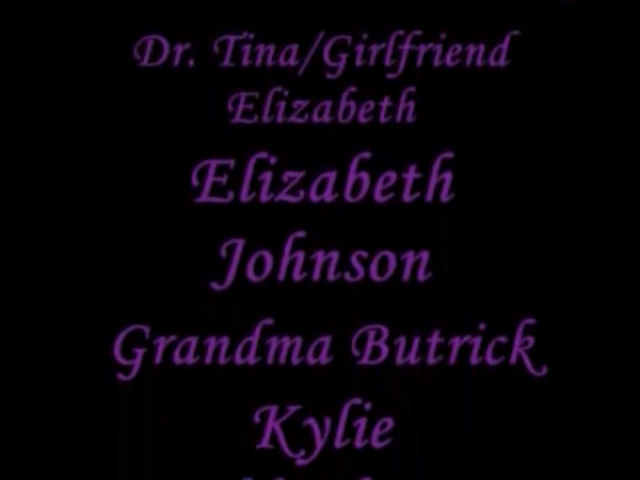 Dr. Tina/Girlfriend
Elizabeth
Elizabeth
Johnson
Grandma Butrick
Kylie